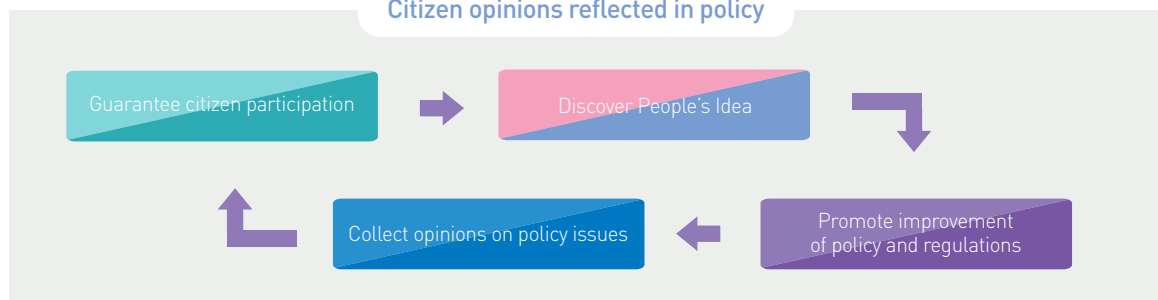 Citizen opinions reflected in policy
Guarantee citizen participation
Discover People's Idea
Promote improvement
of policy and regulations
Collect opinions on policy issues